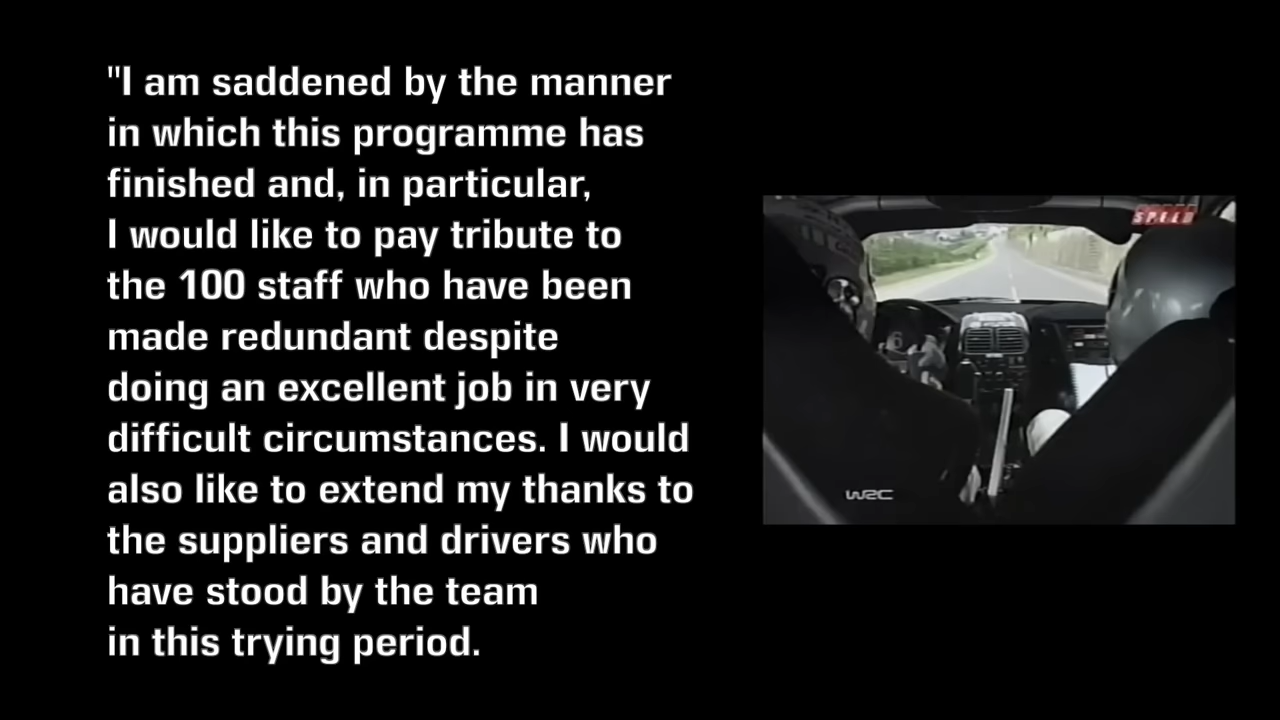 "I am saddened by the manner
in which this programme has
finished and, in particular,
I would like to pay tribute to
the 100 staff who have been
made redundant despite
doing an excellent job in very
difficult circumstances. I would
also like to extend my thanks to
the suppliers and drivers who
have stood by the team
in this trying period.
SPEED
WRC